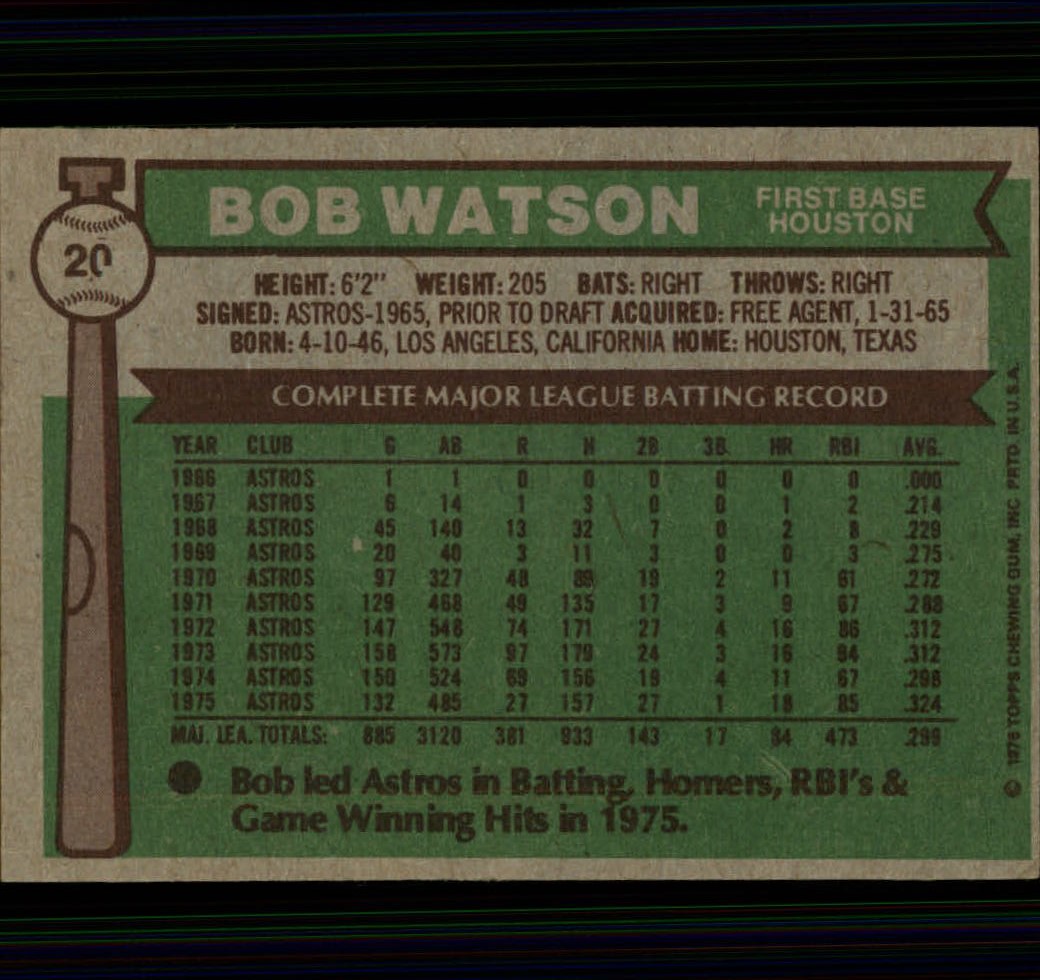 T
20
BOB WATSON FIRST BASE HOUSTON
HEIGHT: 6'2" WEIGHT: 205 BATS: RIGHT THROWS: RIGHT
SIGNED: ASTROS-1965, PRIOR TO DRAFT ACQUIRED: FREE AGENT, 1-31-65
BORN: 4-10-46, LOS ANGELES, CALIFORNIA HOME: HOUSTON, TEXAS
COMPLETE MAJOR LEAGUE BATTING RECORD
YEAR CLUB G AB R H 2B 3B HR RBI AVG.
1966 ASTROS 1 1 0 0 0 0 0 0 .000
1967 ASTROS 6 14 1 3 0 0 1 2 .214
1968 ASTROS 45 140 13 32 7 0 2 8 .229
1969 ASTROS 20 40 3 11 3 0 0 3 .275
1970 ASTROS 97 327 48 89 19 2 11 61 .272
1971 ASTROS 129 468 49 135 17 3 9 67 .288
1972 ASTROS 147 548 74 171 27 4 16 86 .312
1973 ASTROS 158 573 97 179 24 3 16 94 .312
1974 ASTROS 150 524 69 156 19 4 11 67 .298
1975 ASTROS 132 485 27 157 27 1 18 85 .324
MAJ. LEA. TOTALS: 885 3120 381 933 143 17 84 473 .299
Bob led Astros in Batting, Homers, RBI's &
Game Winning Hits in 1975.
© 1976 TOPPS CHEWING GUM, INC PRTD. IN U.S.A.